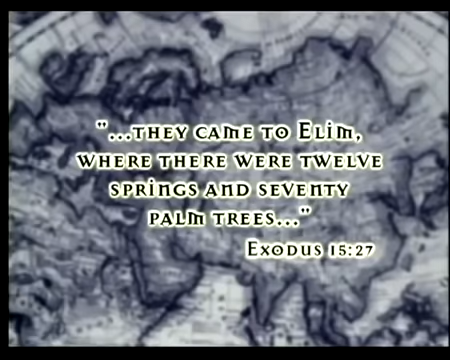 "...they came to Elim,
where there were twelve
springs and seventy
palm trees..."
Exodus 15:27